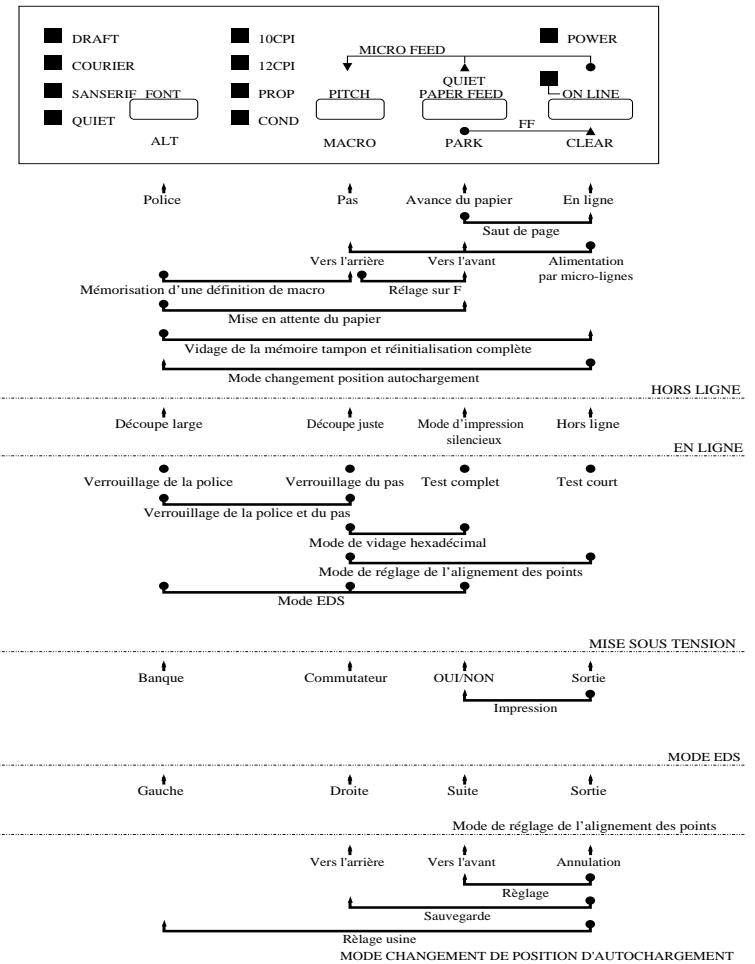 DRAFT 10CPI POWER
MICRO FEED
COURIER 12CPI
QUIET
SANSERIF FONT PROP PITCH PAPER FEED ON LINE
QUIET COND
FF
ALT MACRO PARK CLEAR
Police Pas Avance du papier En ligne
Saut de page
Vers l'arrière Vers l'avant Alimentation
par micro-lignes
Mémorisation d'une définition de macro Rélage sur F
Mise en attente du papier
Vidage de la mémoire tampon et réinitialisation complète
Mode changement position autochargement
HORS LIGNE
Découpe large Découpe juste Mode d'impression Hors ligne
silencieux
EN LIGNE
Verrouillage de la police Verrouillage du pas Test complet Test court
Verrouillage de la police et du pas
Mode de vidage hexadécimal
Mode de réglage de l'alignement des points
Mode EDS
MISE SOUS TENSION
Banque Commutateur OUI/NON Sortie
Impression
MODE EDS
Gauche Droite Suite Sortie
Mode de réglage de l'alignement des points
Vers l'arrière Vers l'avant Annulation
Règlage
Sauvegarde
Rèlage usine
MODE CHANGEMENT DE POSITION D'AUTOCHARGEMENT